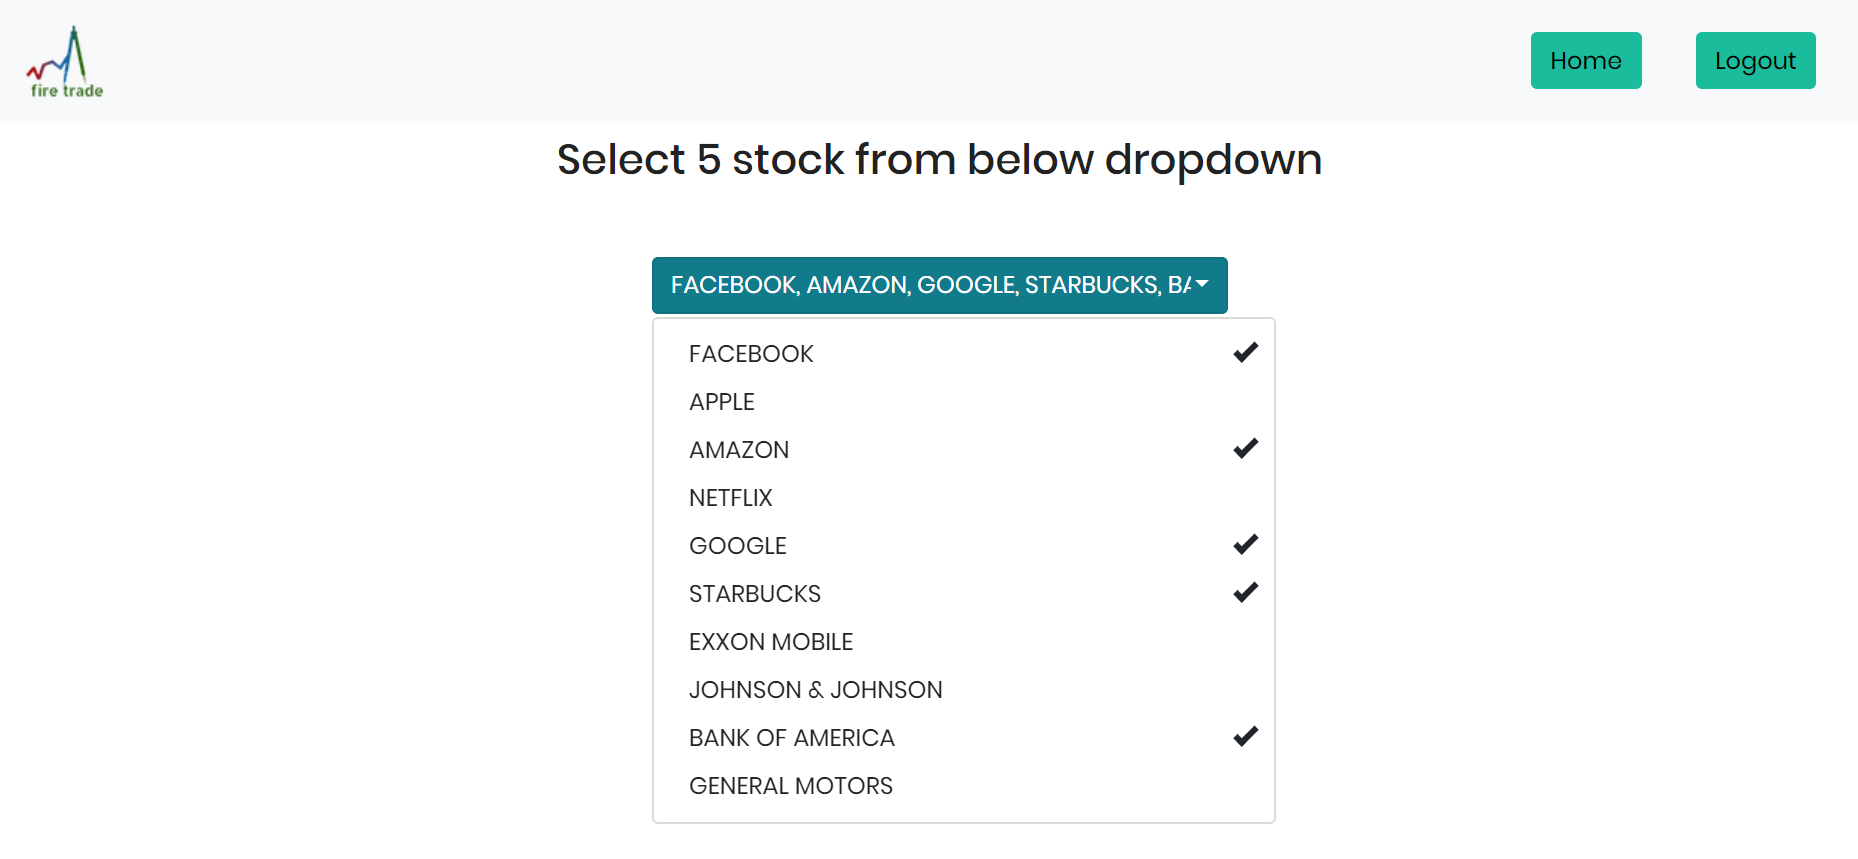 fire trade
Home
Logout
Select 5 stock from below dropdown
FACEBOOK, AMAZON, GOOGLE, STARBUCKS, BA
FACEBOOK
APPLE
AMAZON
NETFLIX
GOOGLE
STARBUCKS
EXXON MOBILE
JOHNSON & JOHNSON
BANK OF AMERICA
GENERAL MOTORS